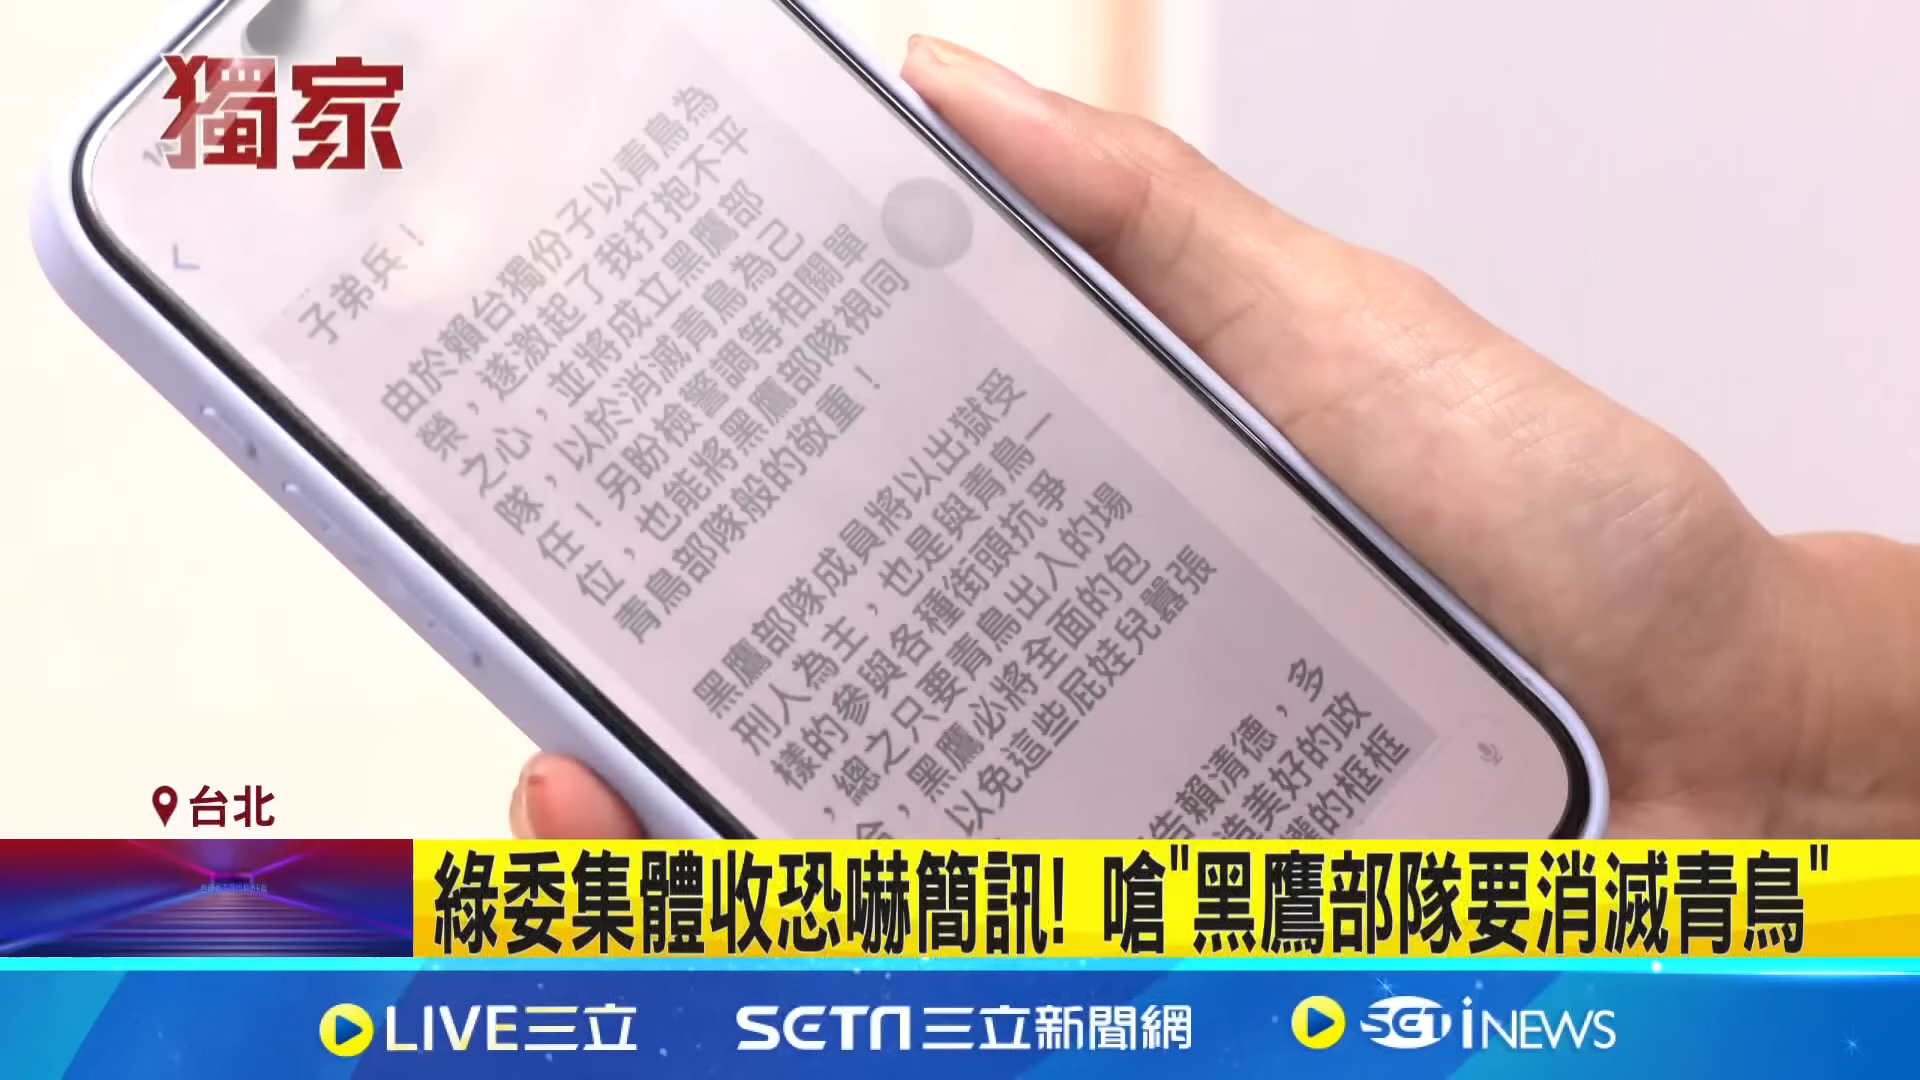 獨家
子弟兵！
由於賴台獨份子以青鳥為
榮，遂激起了我打抱不平
之心，並將成立黑鷹部
隊，以於消滅青鳥為己
任！另盼檢警調等相關單
位，也能將黑鷹部隊視同
青鳥部隊般的敬重！
黑鷹部隊成員將以出獄受
刑人為主，也是與青鳥一
樣的參與各種街頭抗爭
，總之只要青鳥出入的場
合，黑鷹必將全面的包
，以免這些屁娃兒囂張
告賴清德，多
造美好的政
權的框框
台北
綠委集體收恐嚇簡訊! 嗆"黑鷹部隊要消滅青鳥"
LIVE三立
SETN三立新聞網
SET iNEWS